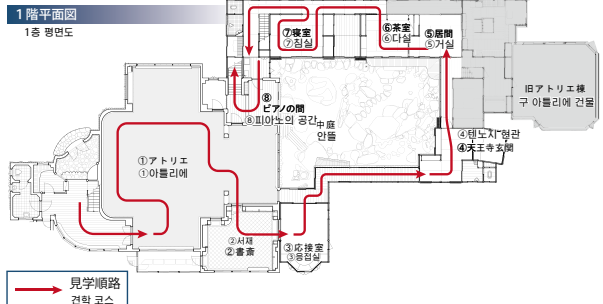 1階平面図
1층 평면도
⑦寝室
⑦침실
⑥茶室
⑥다실
⑤居間
⑤거실
旧アトリエ棟
구 아틀리에 건물
⑧
ピアノの間
⑧피아노의 공간
中庭
안뜰
④텐노지 현관
④天王寺玄関
①アトリエ
①아틀리에
②서재
②書斎
③応接室
③응접실
見学順路
견학 코스